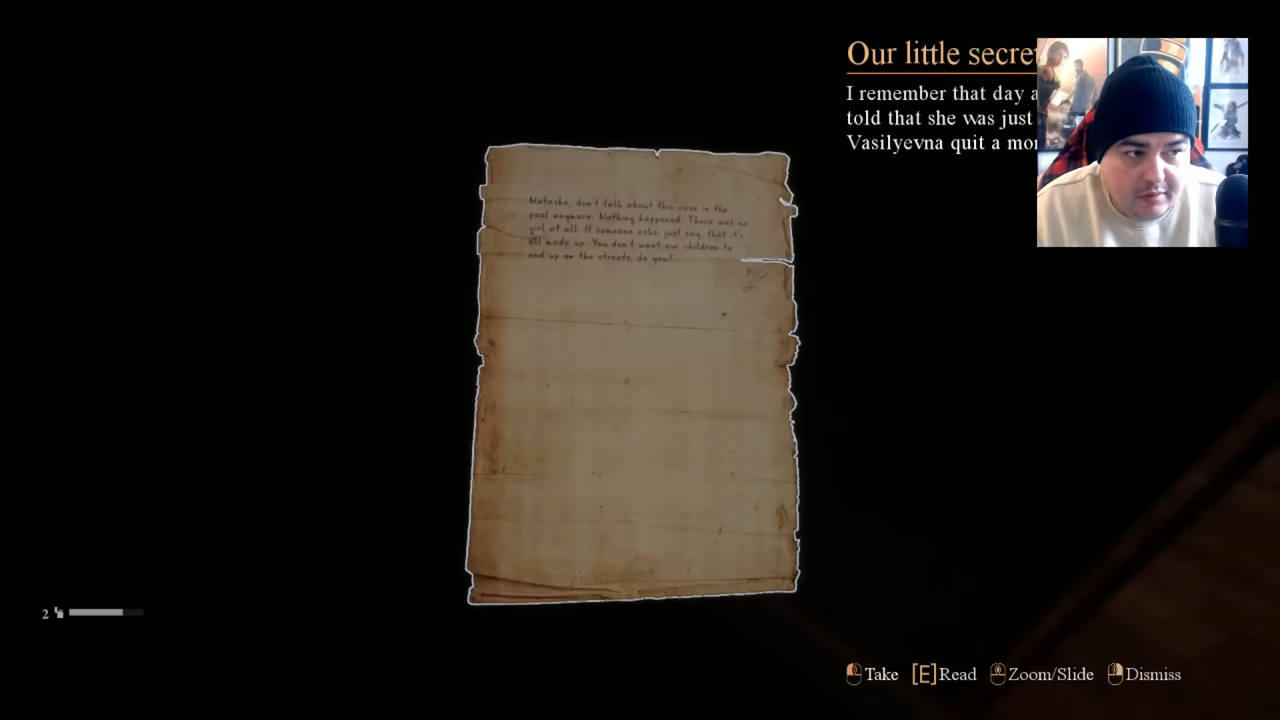 Our little secret
I remember that day a
told that she was just
Vasilyevna quit a mon
Natasha, don't talk about this case in the
pool anymore. Nothing happened. There was no
girl at all. If someone asks, just say, that it's
all made up. You don't want our children to
end up on the streets, do you?
2
Take [E]Read Zoom/Slide Dismiss